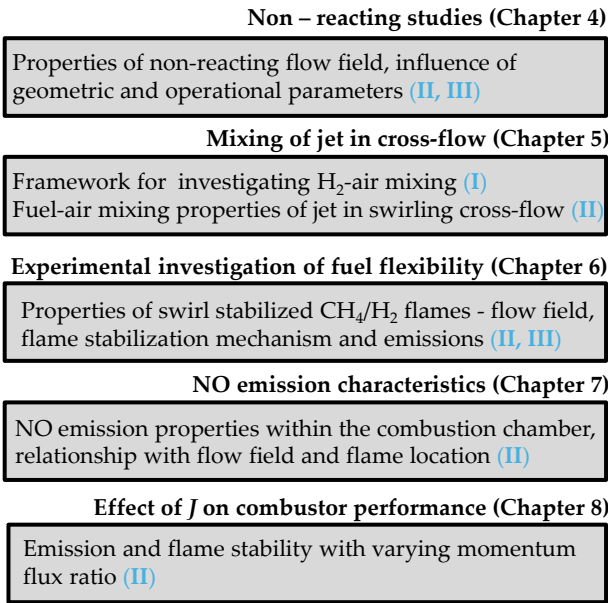 Non – reacting studies (Chapter 4)
Properties of non-reacting flow field, influence of
geometric and operational parameters (II, III)
Mixing of jet in cross-flow (Chapter 5)
Framework for investigating H₂-air mixing (I)
Fuel-air mixing properties of jet in swirling cross-flow (II)
Experimental investigation of fuel flexibility (Chapter 6)
Properties of swirl stabilized CH₄/H₂ flames - flow field,
flame stabilization mechanism and emissions (II, III)
NO emission characteristics (Chapter 7)
NO emission properties within the combustion chamber,
relationship with flow field and flame location (II)
Effect of J on combustor performance (Chapter 8)
Emission and flame stability with varying momentum
flux ratio (II)